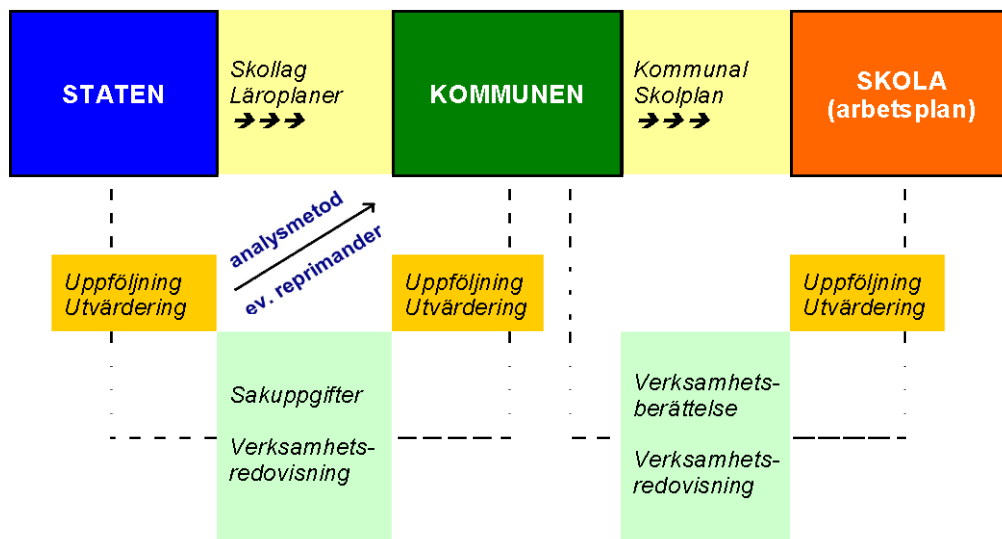 STATEN
Skollag
Läroplaner
➔➔➔
KOMMUNEN
Kommunal
Skolplan
➔➔➔
SKOLA
(arbetsplan)
analysmetod
ev. reprimander
Uppföljning
Utvärdering
Uppföljning
Utvärdering
Uppföljning
Utvärdering
Sakuppgifter
Verksamhets-
redovisning
Verksamhets-
berättelse
Verksamhets-
redovisning